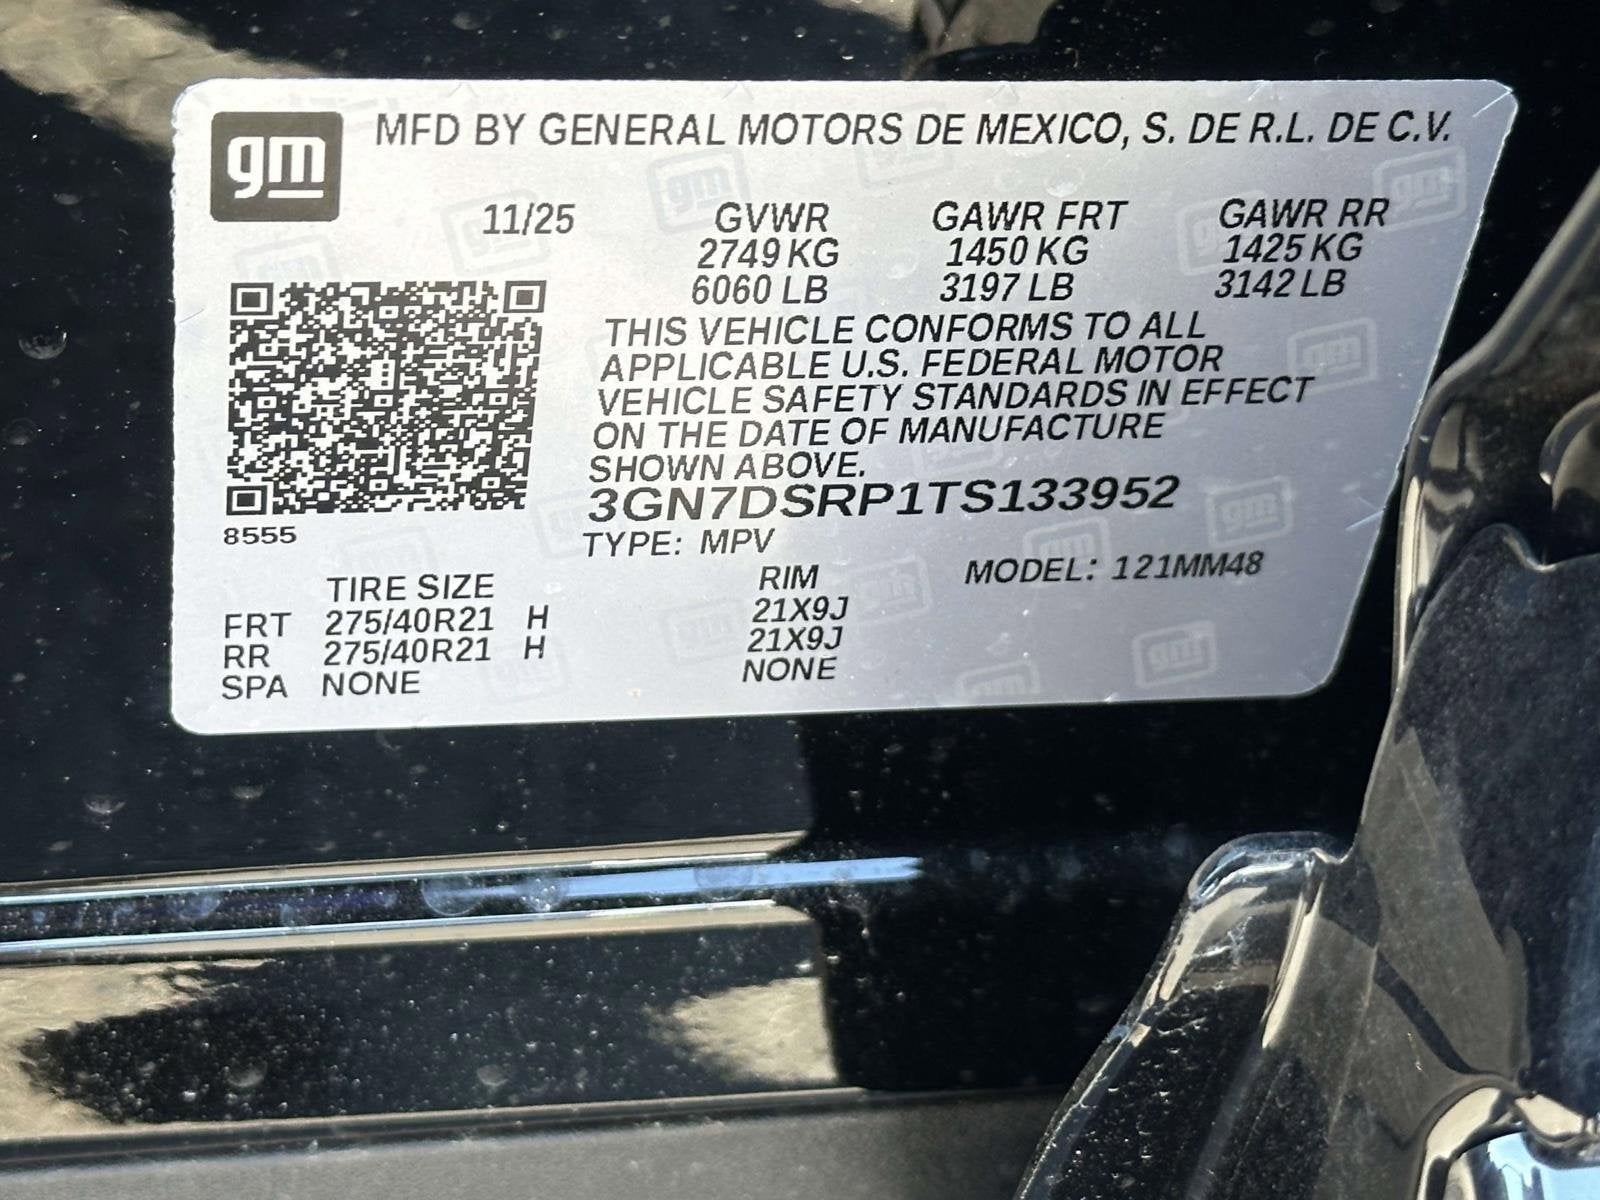 gm MFD BY GENERAL MOTORS DE MEXICO, S. DE R.L. DE C.V.
11/25 GVWR GAWR FRT GAWR RR
2749 KG 1450 KG 1425 KG
6060 LB 3197 LB 3142 LB
THIS VEHICLE CONFORMS TO ALL
APPLICABLE U.S. FEDERAL MOTOR
VEHICLE SAFETY STANDARDS IN EFFECT
ON THE DATE OF MANUFACTURE
SHOWN ABOVE.
3GN7DSRP1TS133952
8555
TYPE: MPV MODEL: 121MM48
TIRE SIZE RIM
FRT 275/40R21 H 21X9J
RR 275/40R21 H 21X9J
SPA NONE NONE